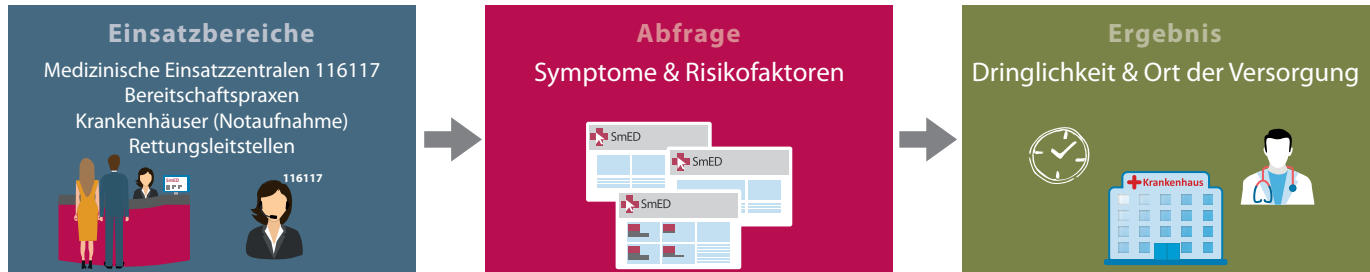 Einsatzbereiche
Medizinische Einsatzzentralen 116117
Bereitschaftspraxen
Krankenhäuser (Notaufnahme)
Rettungsleitstellen
SmED
116117
Abfrage
Symptome & Risikofaktoren
SmED
SmED
SmED
Ergebnis
Dringlichkeit & Ort der Versorgung
Krankenhaus